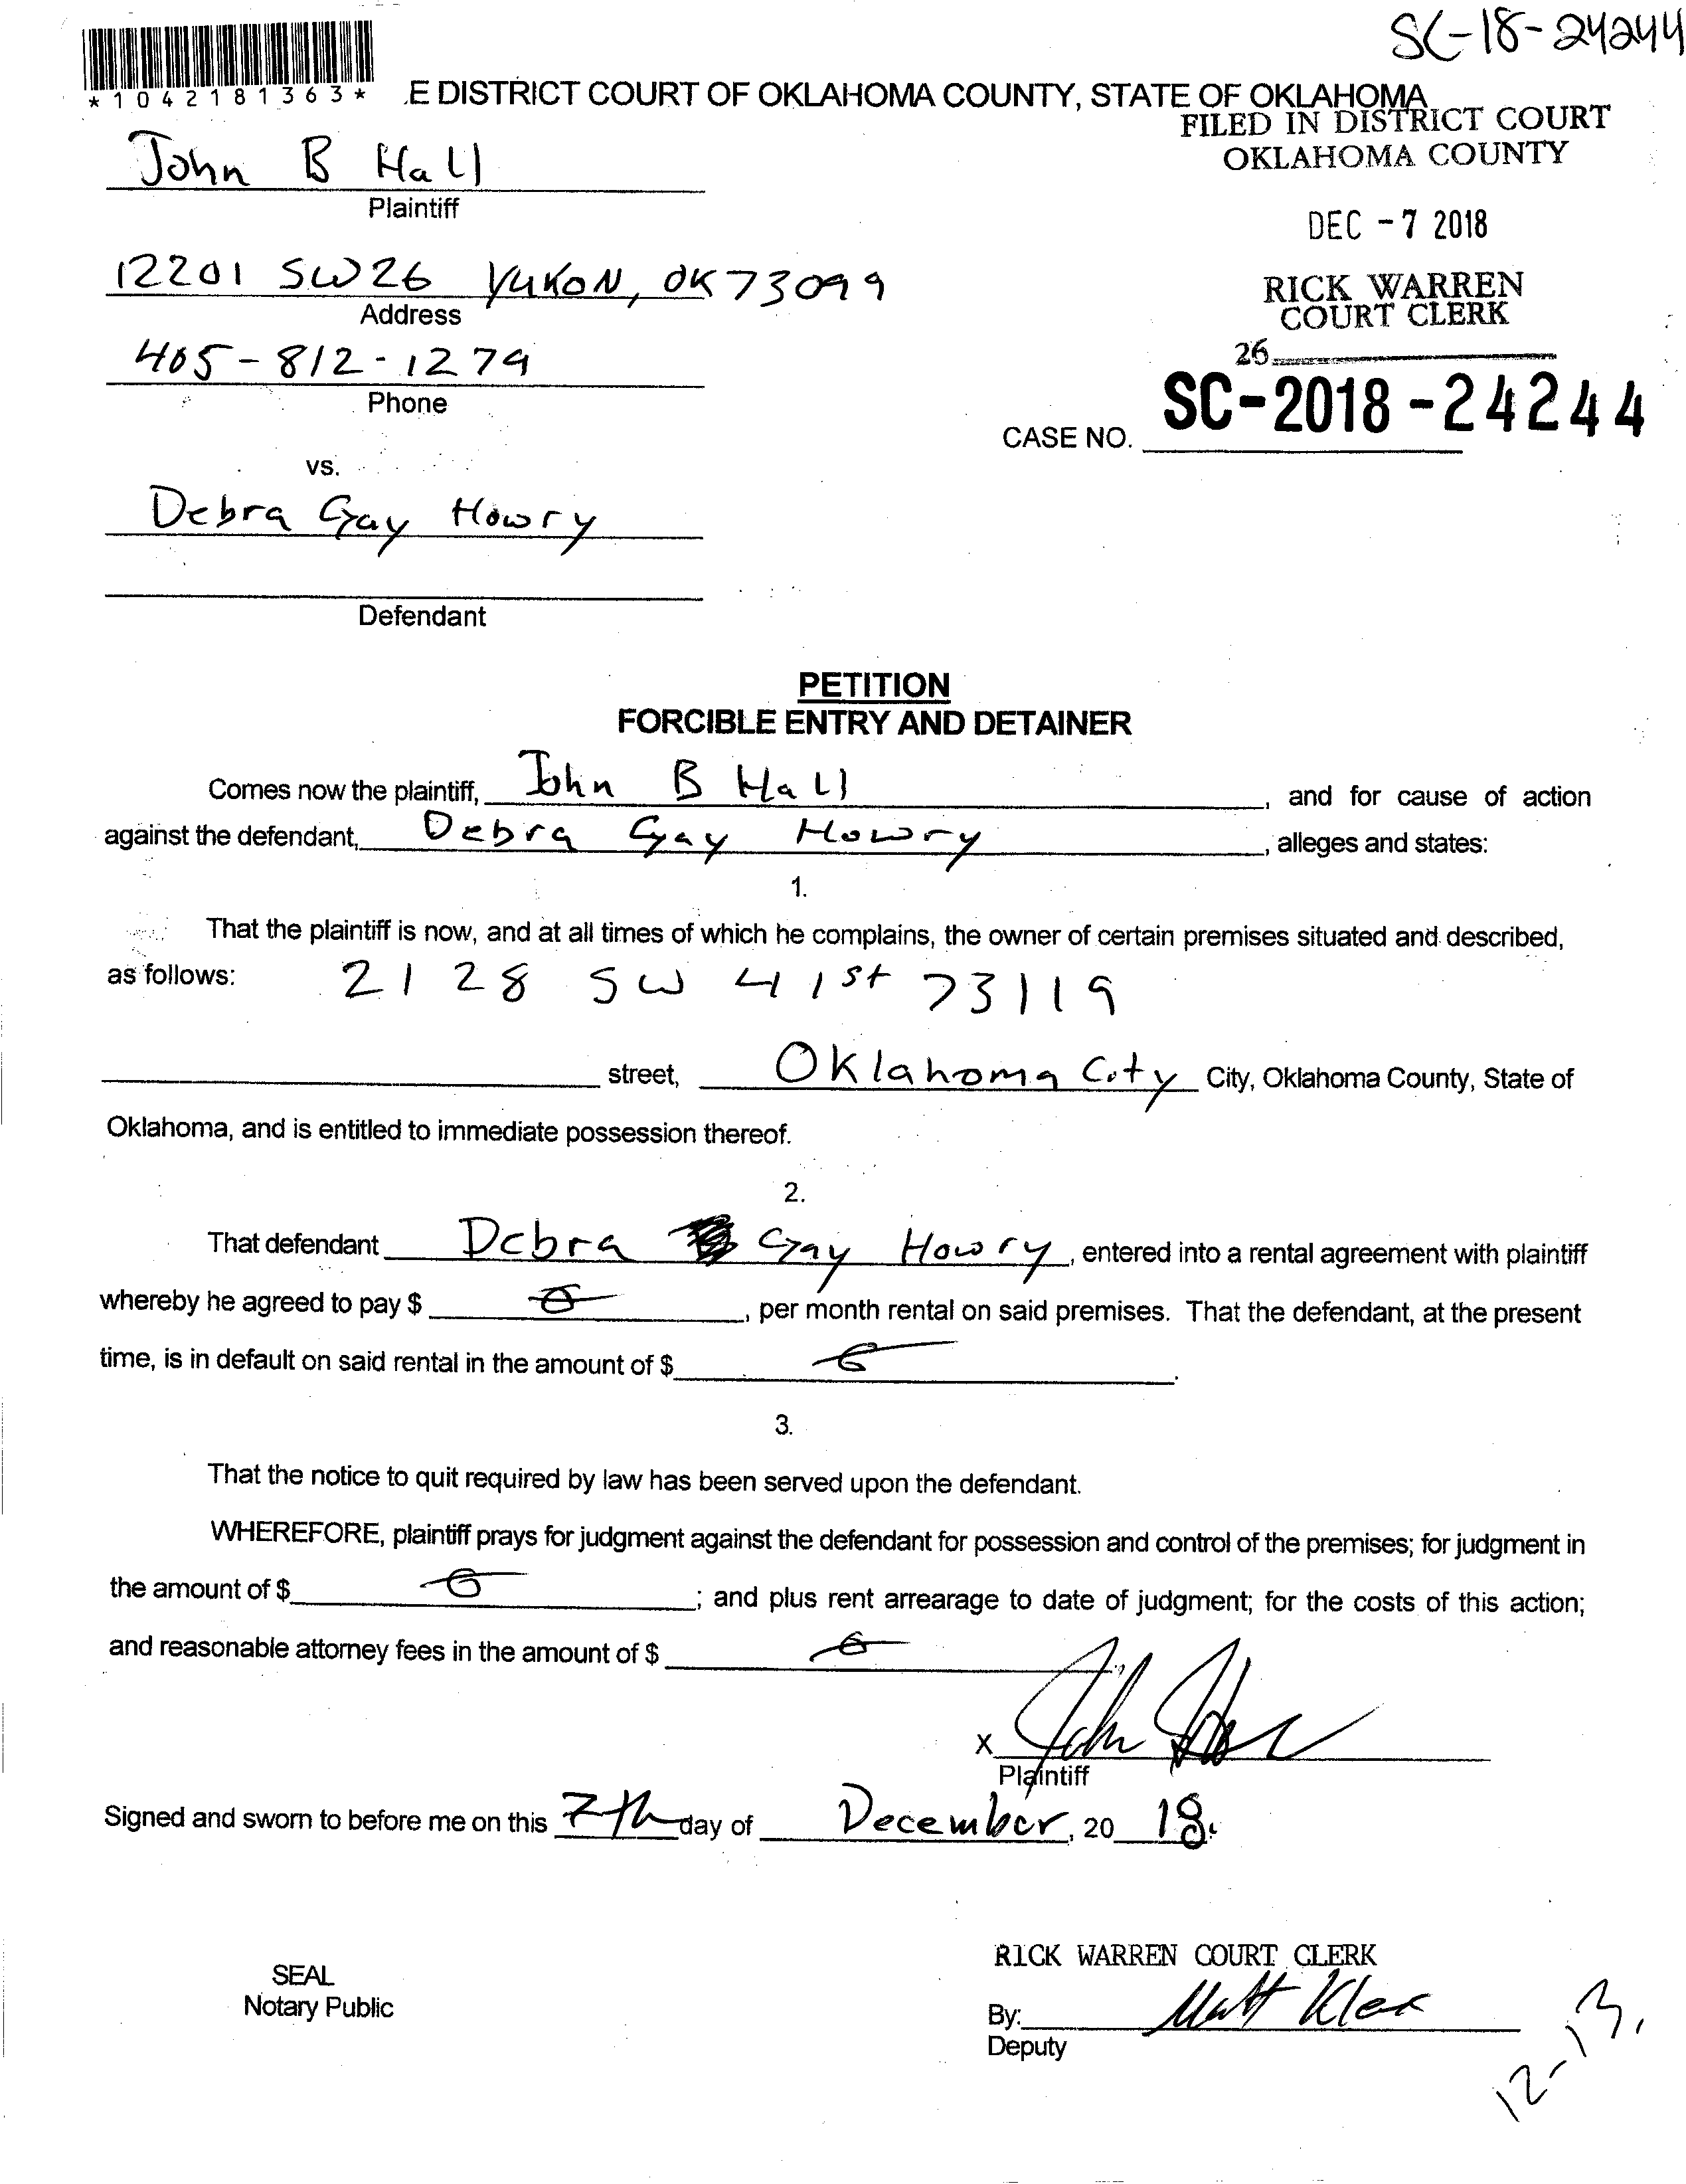 SC-18-24244
*1042181363*
E DISTRICT COURT OF OKLAHOMA COUNTY, STATE OF OKLAHOMA
FILED IN DISTRICT COURT
OKLAHOMA COUNTY
John B Hall
Plaintiff
DEC -7 2018
12201 SW26 YUKON, OK 73099
Address
RICK WARREN
COURT CLERK
405-812-1279
Phone
26
CASE NO. SC-2018-24244
vs.
Debra Gay Howry
Defendant
PETITION
FORCIBLE ENTRY AND DETAINER
Comes now the plaintiff, John B Hall, and for cause of action
against the defendant, Debra Gay Howry, alleges and states:
1.
That the plaintiff is now, and at all times of which he complains, the owner of certain premises situated and described,
as follows: 2128 SW 41st 73119
street, Oklahoma City City, Oklahoma County, State of
Oklahoma, and is entitled to immediate possession thereof.
2.
That defendant Debra Gay Howry, entered into a rental agreement with plaintiff
whereby he agreed to pay $ 0, per month rental on said premises. That the defendant, at the present
time, is in default on said rental in the amount of $ 0.
3.
That the notice to quit required by law has been served upon the defendant.
WHEREFORE, plaintiff prays for judgment against the defendant for possession and control of the premises; for judgment in
the amount of $ 0; and plus rent arrearage to date of judgment; for the costs of this action;
and reasonable attorney fees in the amount of $ 0
X John Hall
Plaintiff
Signed and sworn to before me on this 7th day of December, 2018.
RICK WARREN COURT CLERK
SEAL
Notary Public
By: Matt
Deputy
12-13,